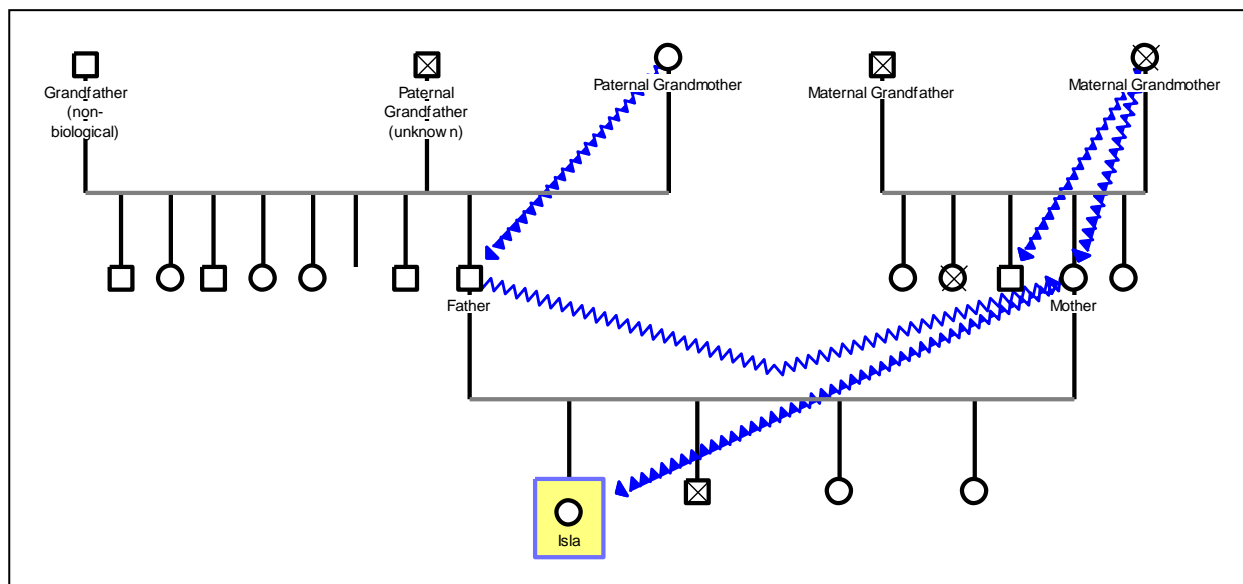 Grandfather
(non-
biological)
Paternal
Grandfather
(unknown)
Paternal Grandmother
Maternal Grandfather
Maternal Grandmother
Father
Mother
Isla